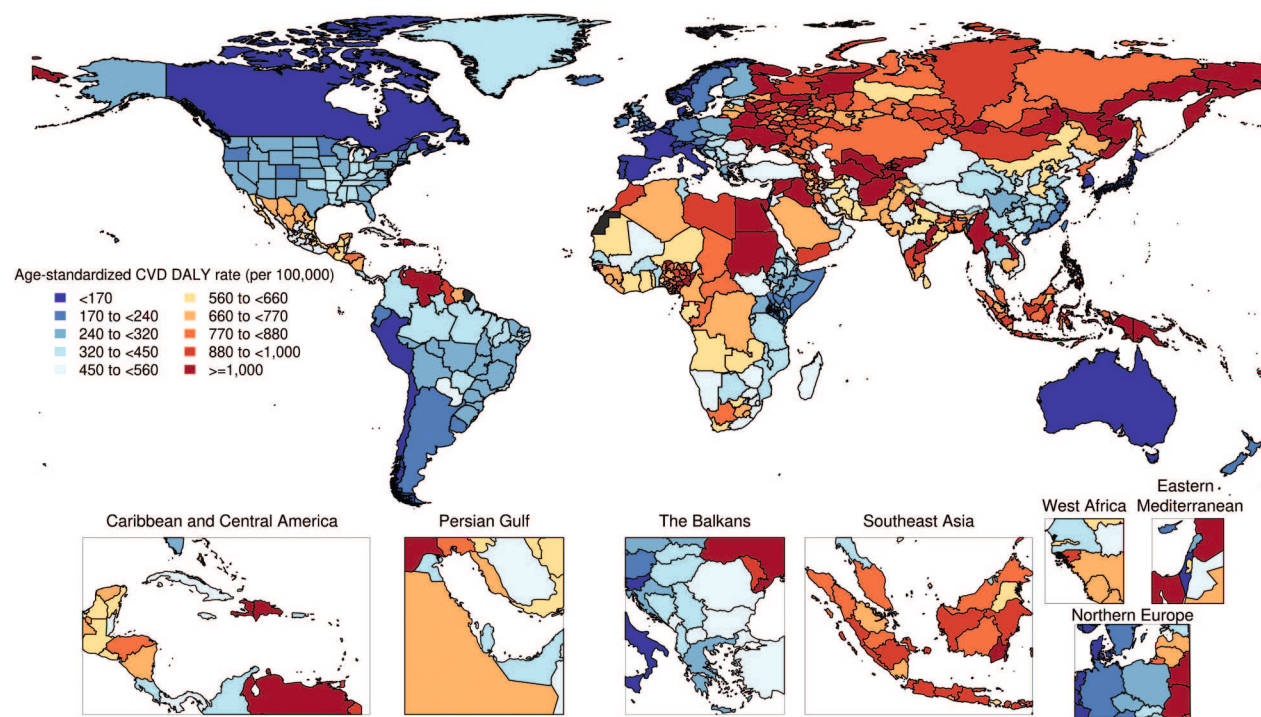 Age-standardized CVD DALY rate (per 100,000)
<170
170 to <240
240 to <320
320 to <450
450 to <560
560 to <660
660 to <770
770 to <880
880 to <1,000
>=1,000
Caribbean and Central America
Persian Gulf
The Balkans
Southeast Asia
West Africa
Eastern
Mediterranean
Northern Europe